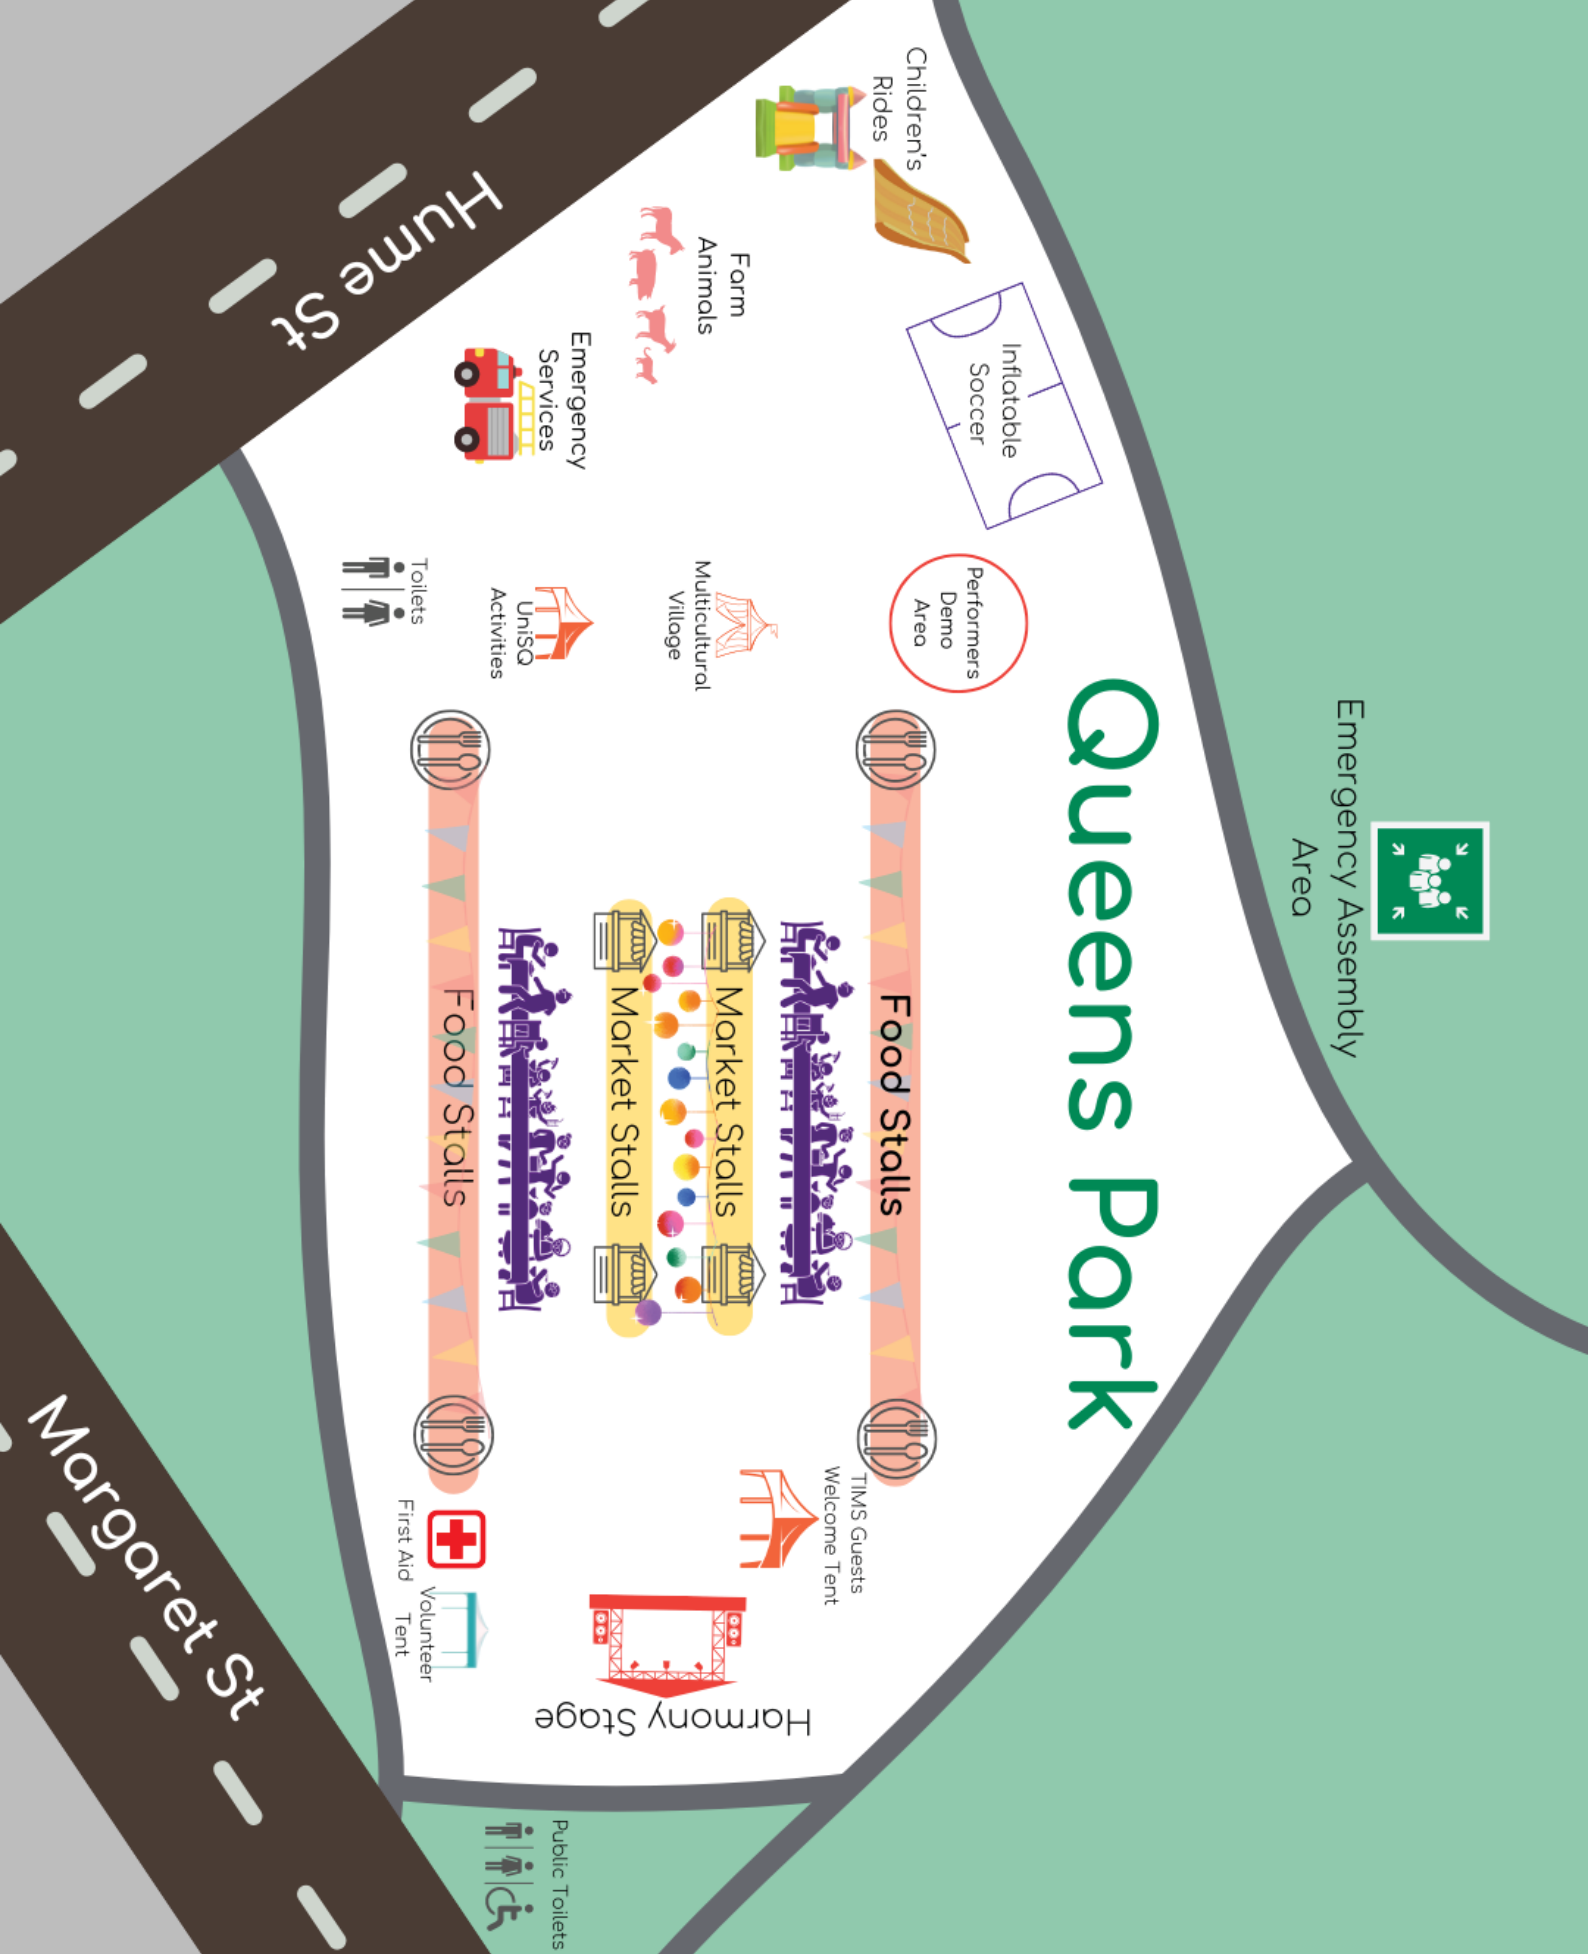 Emergency Assembly
Area
Queens Park
Children's
Rides
Inflatable
Soccer
Performers
Demo
Area
Farm
Animals
Emergency
Services
Hume St
Multicultural
Village
UniSQ
Activities
Toilets
Food Stalls
Market Stalls
Market Stalls
Food Stalls
TIMS Guests
Welcome Tent
Harmony Stage
First Aid
Volunteer
Tent
Margaret St
Public Toilets